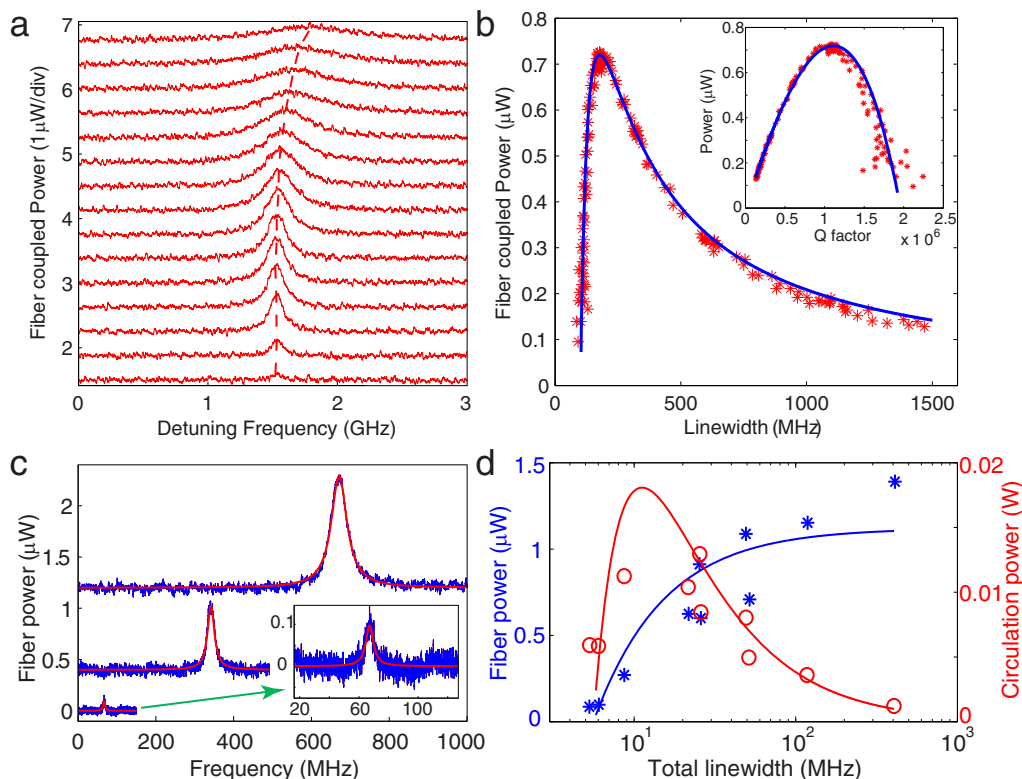 a
Fiber coupled Power (1 μW/div)
7
6
5
4
3
2
0 1 2 3
Detuning Frequency (GHz)
b
Fiber coupled Power (μW)
0.8
0.7
0.6
0.5
0.4
0.3
0.2
0.1
0
0 500 1000 1500
Linewidth (MHz)
Power (μW)
0.8
0.6
0.4
0.2
0
0 0.5 1 1.5 2 2.5
Q factor
x 10^6
c
Fiber power (μW)
2
1.2
0.4
0
0 200 400 600 800 1000
Frequency (MHz)
0.1
0
20 60 100
d
Fiber power (μW)
1.5
1
0.5
0
10^1 10^2 10^3
Total linewidth (MHz)
0.02
0.01
0
Circulation power (W)